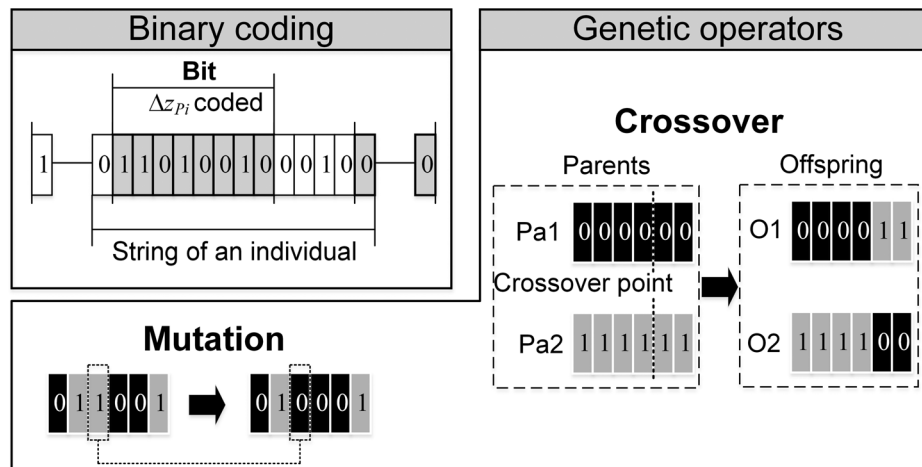 Binary coding
Bit
Δz_Pi coded
1 0 1 1 0 1 0 0 1 0 0 0 1 0 0 0
String of an individual
Genetic operators
Crossover
Parents
Offspring
Pa1 0 0 0 0 0 0
O1 0 0 0 0 1 1
Crossover point
Pa2 1 1 1 1 1 1
O2 1 1 1 1 0 0
Mutation
0 1 1 0 0 1
0 1 0 0 0 1